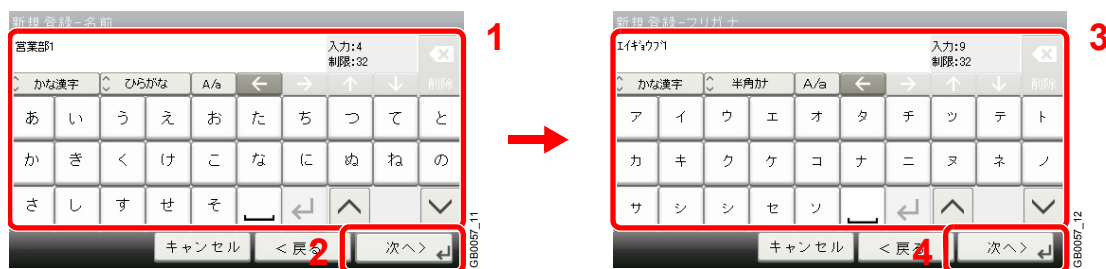 新規登録-名前
営業部1
入力:4
制限:32
かな漢字 ひらがな A/a ← → ↑ ↓ 削除
あ い う え お た ち つ て と
か き く け こ な に ぬ ね の
さ し す せ そ
キャンセル <戻る 次へ>
1
2
GB0057_11
新規登録-フリガナ
ｴｲｷﾞｮｳﾌﾞ1
入力:9
制限:32
かな漢字 半角ｶﾅ A/a ← → ↑ ↓ 削除
ア イ ウ エ オ タ チ ツ テ ト
カ キ ク ケ コ ナ ニ ヌ ネ ノ
サ シ シ セ ソ
キャンセル <戻る 次へ>
3
4
GB0057_12